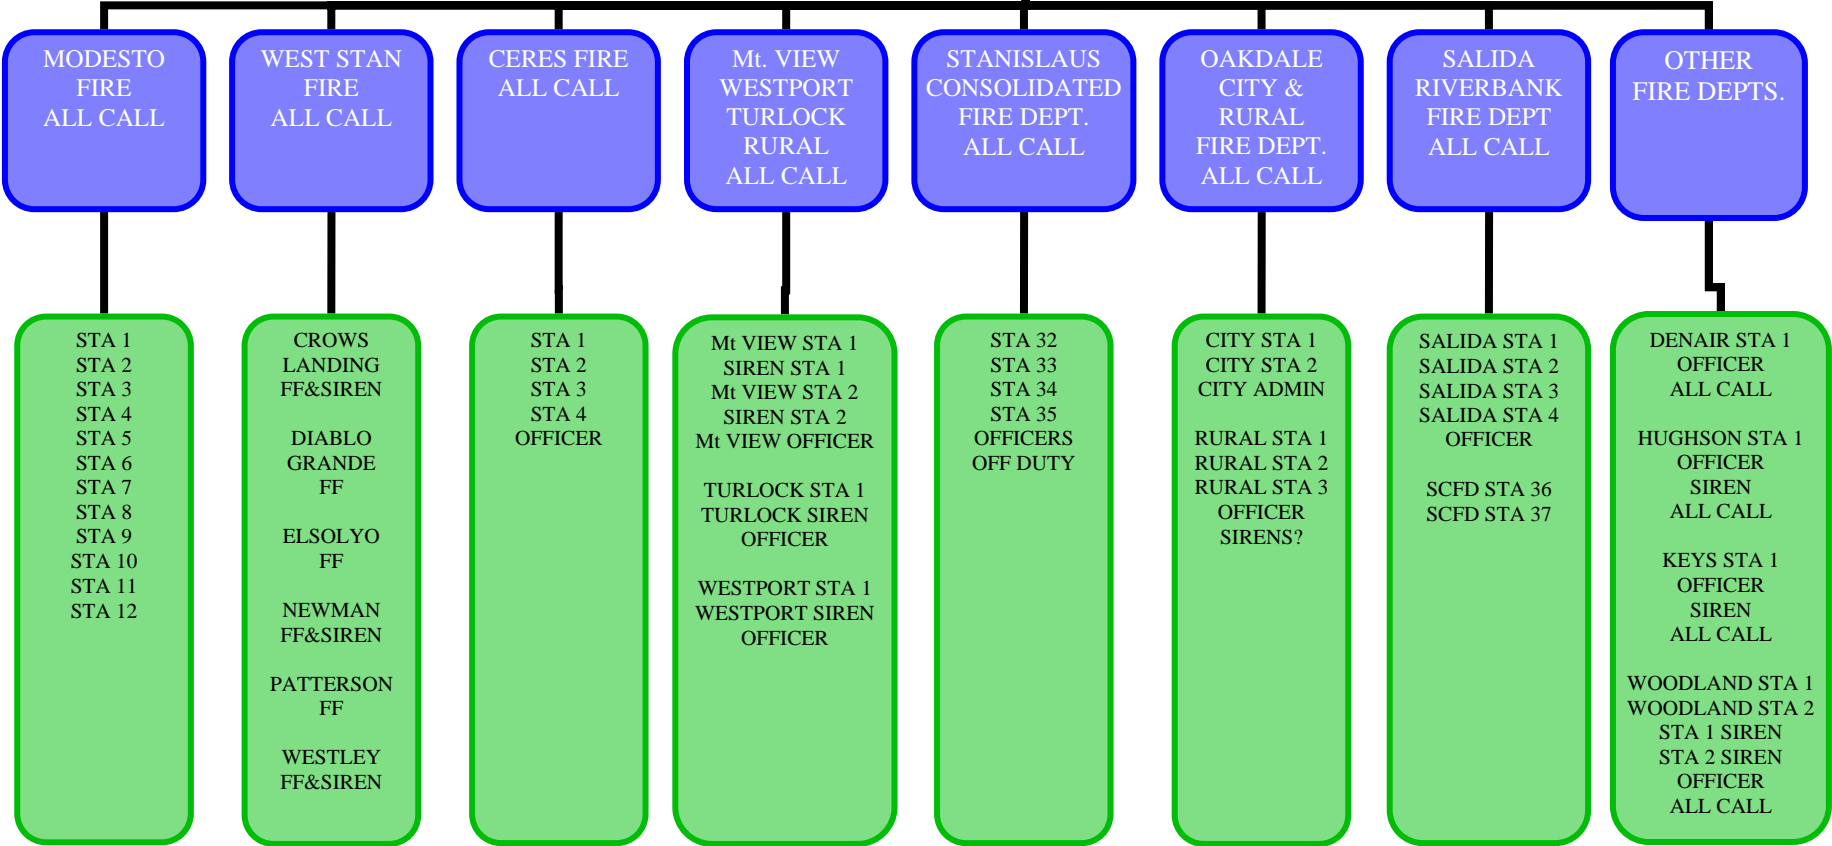 MODESTO
FIRE
ALL CALL
WEST STAN
FIRE
ALL CALL
CERES FIRE
ALL CALL
Mt. VIEW
WESTPORT
TURLOCK
RURAL
ALL CALL
STANISLAUS
CONSOLIDATED
FIRE DEPT.
ALL CALL
OAKDALE
CITY &
RURAL
FIRE DEPT.
ALL CALL
SALIDA
RIVERBANK
FIRE DEPT
ALL CALL
OTHER
FIRE DEPTS.
STA 1
STA 2
STA 3
STA 4
STA 5
STA 6
STA 7
STA 8
STA 9
STA 10
STA 11
STA 12
CROWS
LANDING
FF&SIREN
DIABLO
GRANDE
FF
ELSOLYO
FF
NEWMAN
FF&SIREN
PATTERSON
FF
WESTLEY
FF&SIREN
STA 1
STA 2
STA 3
STA 4
OFFICER
Mt VIEW STA 1
SIREN STA 1
Mt VIEW STA 2
SIREN STA 2
Mt VIEW OFFICER
TURLOCK STA 1
TURLOCK SIREN
OFFICER
WESTPORT STA 1
WESTPORT SIREN
OFFICER
STA 32
STA 33
STA 34
STA 35
OFFICERS
OFF DUTY
CITY STA 1
CITY STA 2
CITY ADMIN
RURAL STA 1
RURAL STA 2
RURAL STA 3
OFFICER
SIRENS?
SALIDA STA 1
SALIDA STA 2
SALIDA STA 3
SALIDA STA 4
OFFICER
SCFD STA 36
SCFD STA 37
DENAIR STA 1
OFFICER
ALL CALL
HUGHSON STA 1
OFFICER
SIREN
ALL CALL
KEYS STA 1
OFFICER
SIREN
ALL CALL
WOODLAND STA 1
WOODLAND STA 2
STA 1 SIREN
STA 2 SIREN
OFFICER
ALL CALL